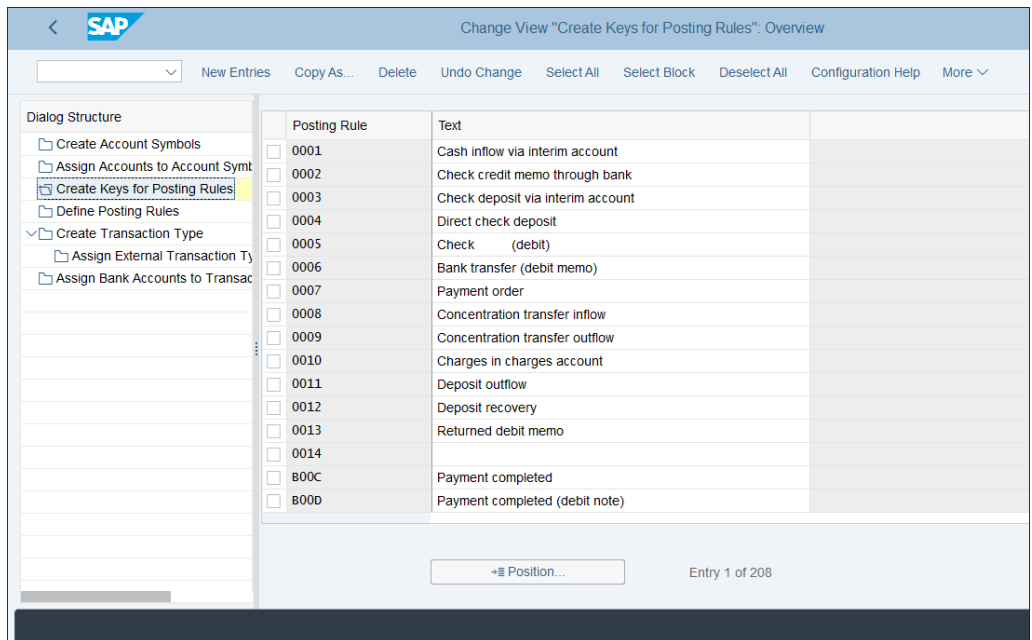 SAP
Change View "Create Keys for Posting Rules": Overview
New Entries Copy As... Delete Undo Change Select All Select Block Deselect All Configuration Help More
Dialog Structure
Create Account Symbols
Assign Accounts to Account Symb
Create Keys for Posting Rules
Define Posting Rules
Create Transaction Type
Assign External Transaction Ty
Assign Bank Accounts to Transac
Posting Rule Text
0001 Cash inflow via interim account
0002 Check credit memo through bank
0003 Check deposit via interim account
0004 Direct check deposit
0005 Check (debit)
0006 Bank transfer (debit memo)
0007 Payment order
0008 Concentration transfer inflow
0009 Concentration transfer outflow
0010 Charges in charges account
0011 Deposit outflow
0012 Deposit recovery
0013 Returned debit memo
0014
B00C Payment completed
B00D Payment completed (debit note)
Position... Entry 1 of 208